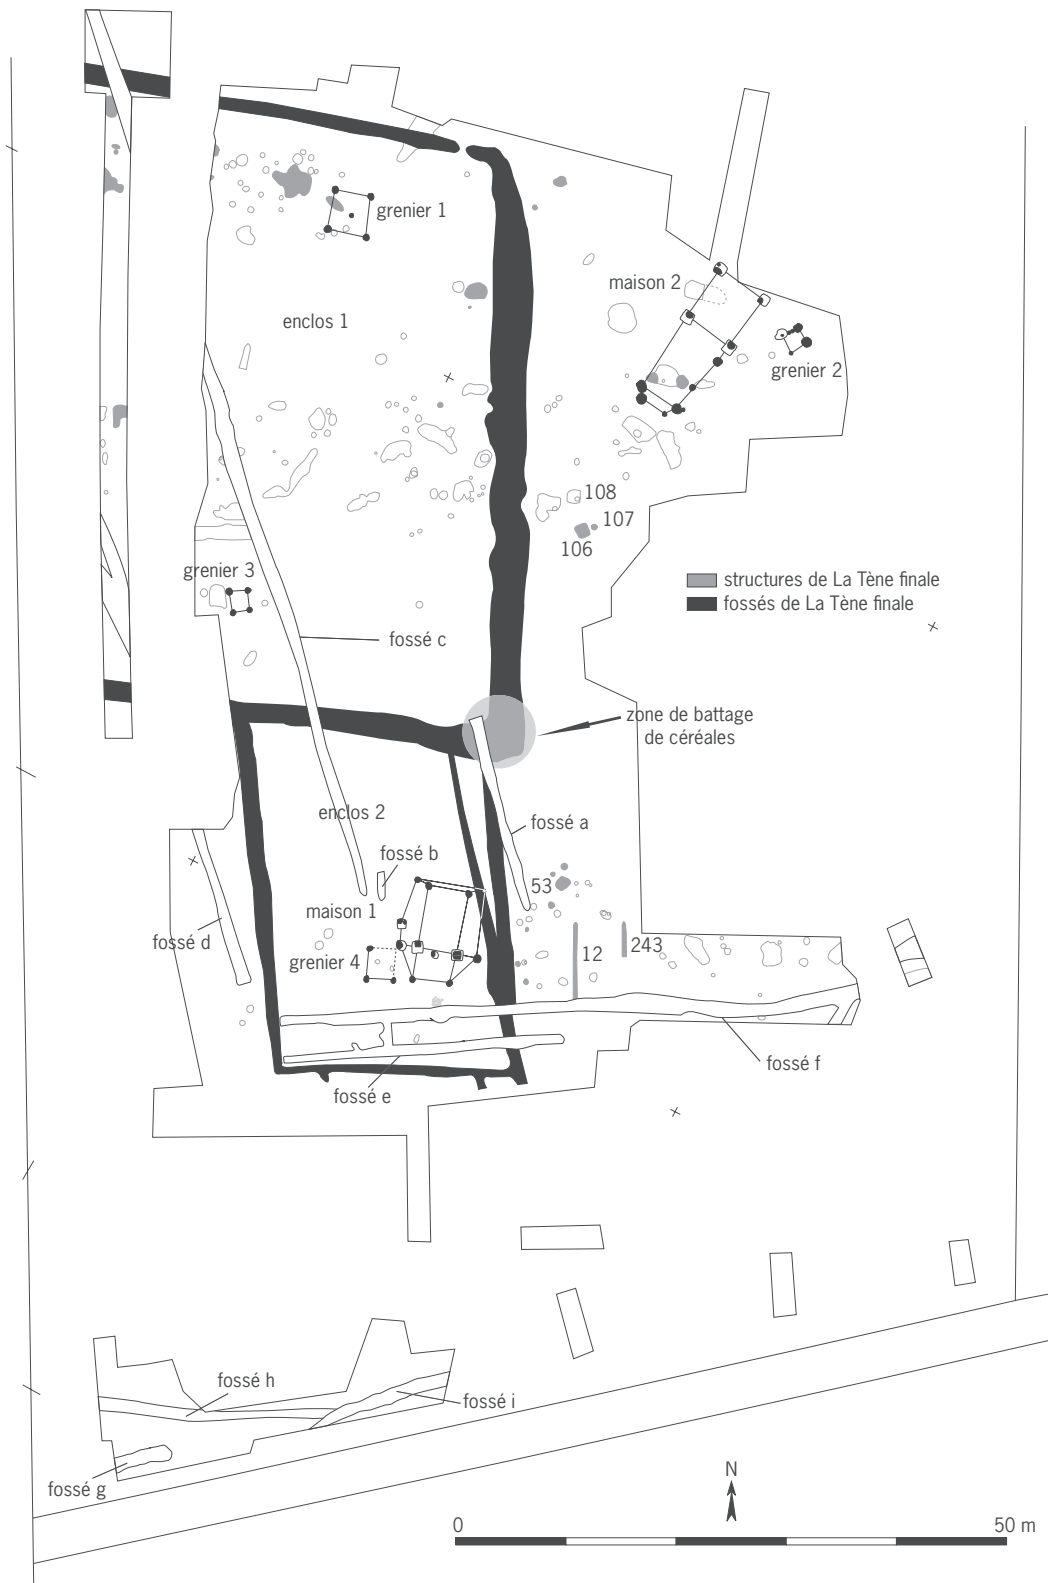 grenier 1
maison 2
enclos 1
grenier 2
108
107
106
grenier 3
structures de La Tène finale
fossés de La Tène finale
fossé c
zone de battage
de céréales
enclos 2
fossé a
fossé b
53
maison 1
fossé d
grenier 4
12
243
fossé f
fossé e
fossé h
fossé i
fossé g
N
0
50 m